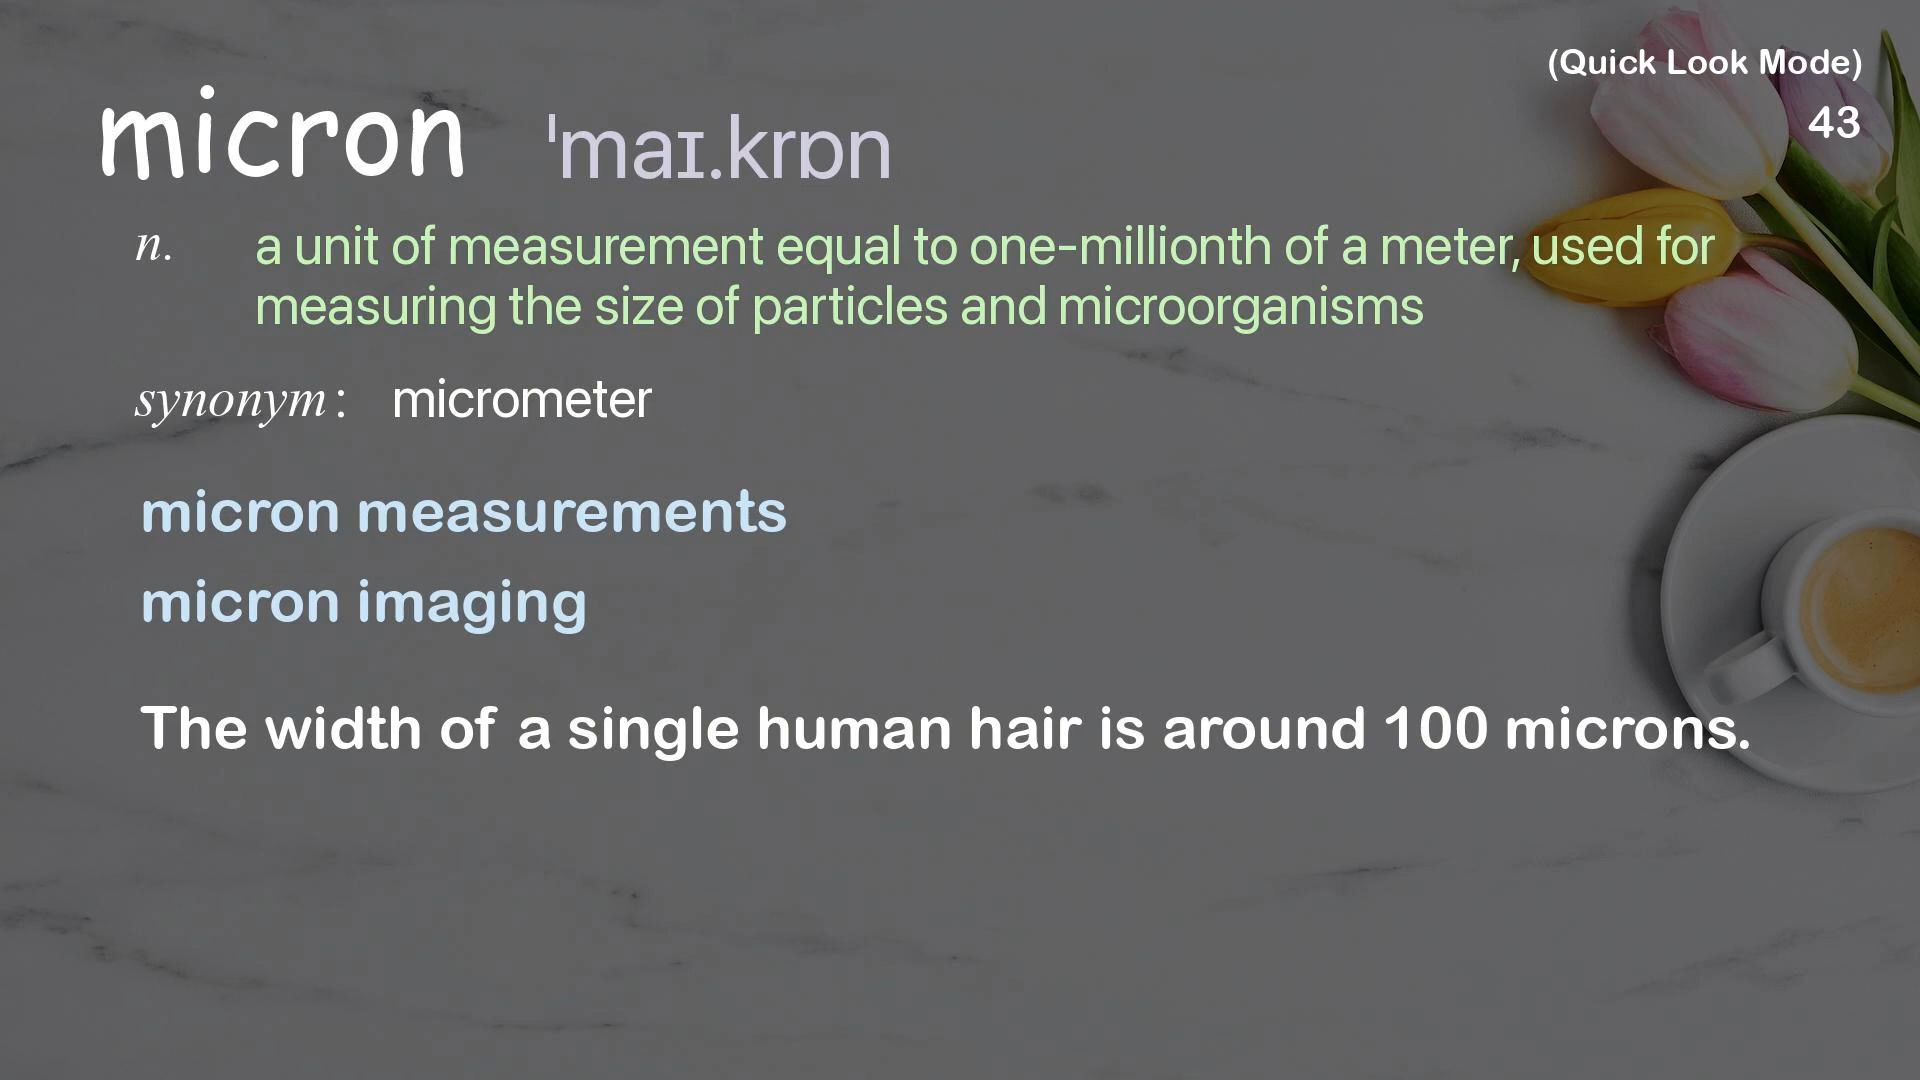 (Quick Look Mode)
43
micron ˈmaɪ.krɒn
n. a unit of measurement equal to one-millionth of a meter, used for
measuring the size of particles and microorganisms
synonym: micrometer
micron measurements
micron imaging
The width of a single human hair is around 100 microns.